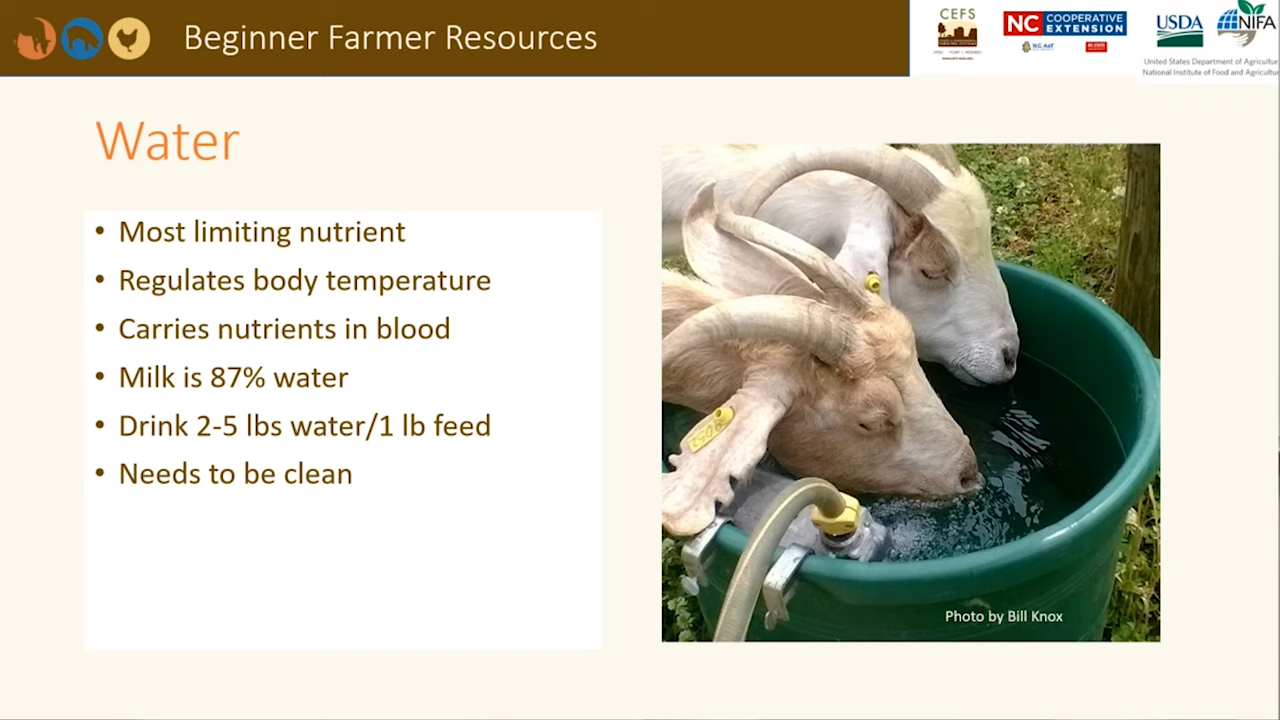 Beginner Farmer Resources
CEFS
NC COOPERATIVE
EXTENSION
USDA
NIFA
United States Department of Agricultur
National Institute of Food and Agricultur
Water
• Most limiting nutrient
• Regulates body temperature
• Carries nutrients in blood
• Milk is 87% water
• Drink 2-5 lbs water/1 lb feed
• Needs to be clean
Photo by Bill Knox